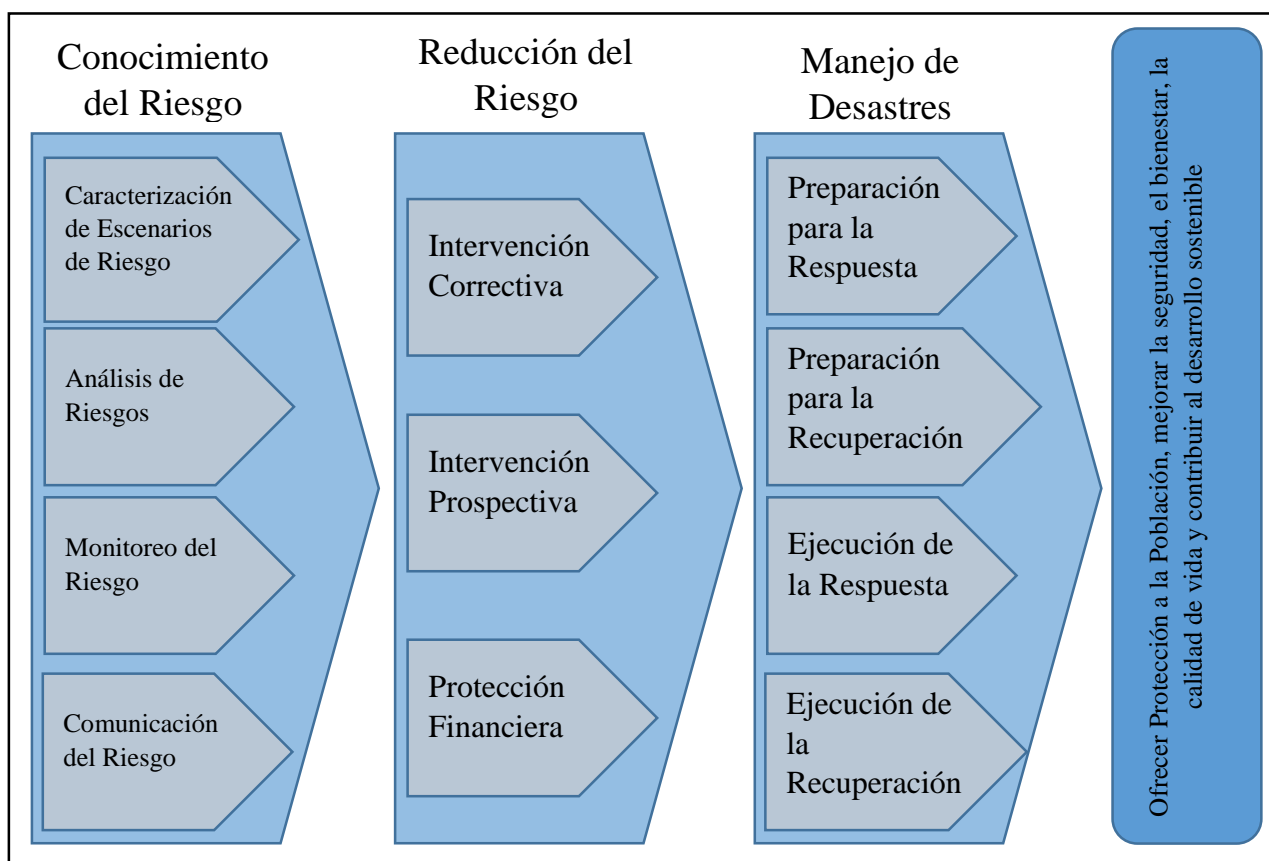 Conocimiento
del Riesgo
Caracterización
de Escenarios
de Riesgo
Análisis de
Riesgos
Monitoreo del
Riesgo
Comunicación
del Riesgo
Reducción del
Riesgo
Intervención
Correctiva
Intervención
Prospectiva
Protección
Financiera
Manejo de
Desastres
Preparación
para la
Respuesta
Preparación
para la
Recuperación
Ejecución de
la Respuesta
Ejecución de
la
Recuperación
Ofrecer Protección a la Población, mejorar la seguridad, el bienestar, la
calidad de vida y contribuir al desarrollo sostenible